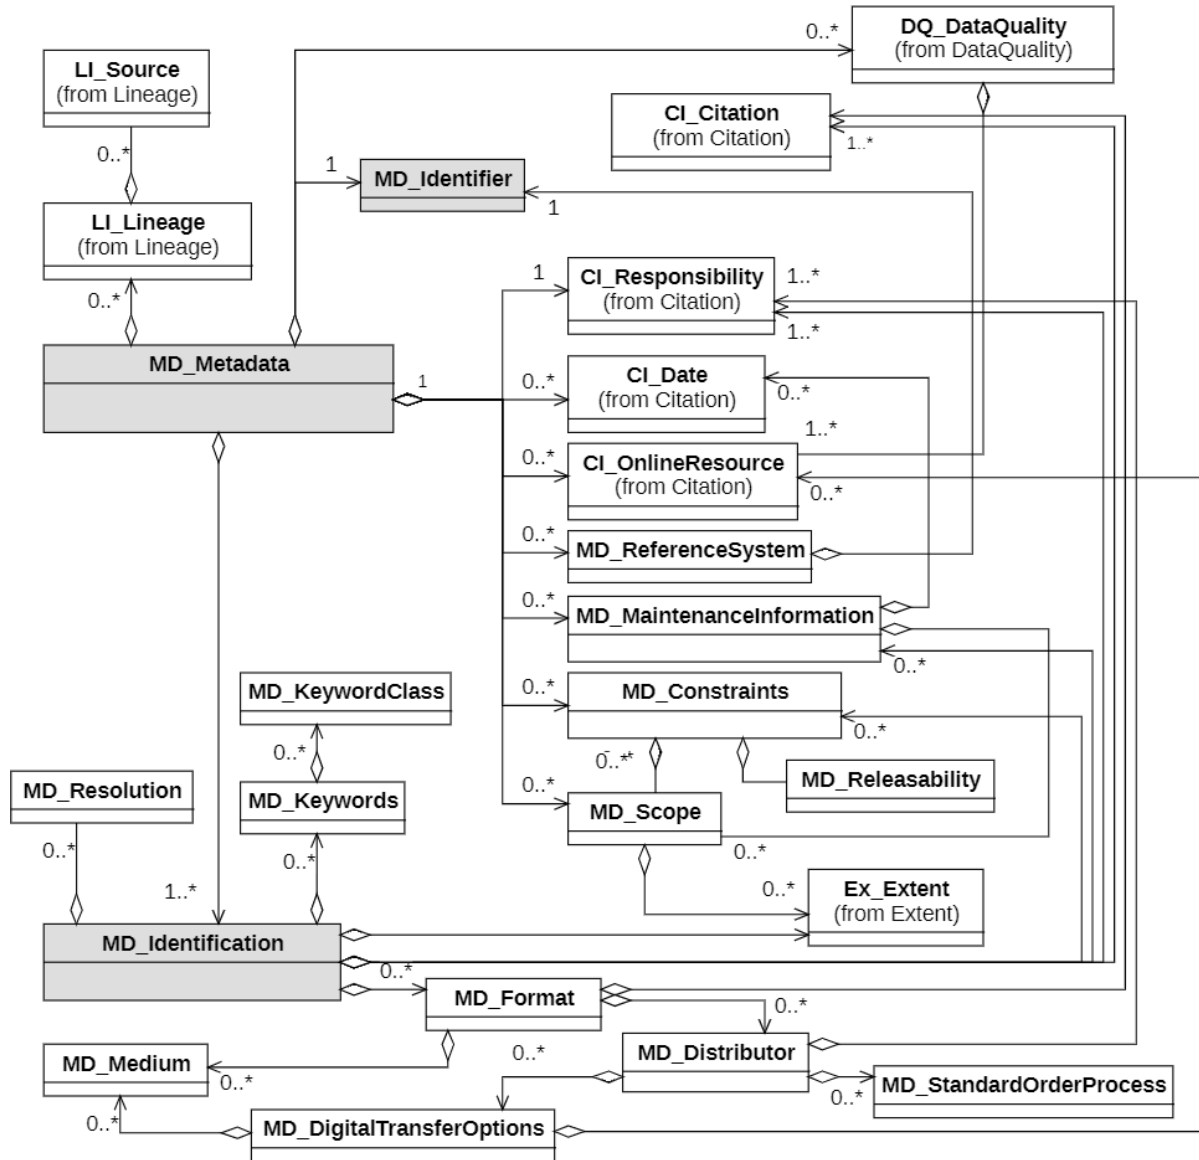 DQ_DataQuality
(from DataQuality)
0..*
LI_Source
(from Lineage)
0..*
CI_Citation
(from Citation)
1..*
1
MD_Identifier
1
LI_Lineage
(from Lineage)
0..*
CI_Responsibility
(from Citation)
1
1..*
1..*
MD_Metadata
1
CI_Date
(from Citation)
0..*
0..*
CI_OnlineResource
(from Citation)
0..*
1..*
0..*
MD_ReferenceSystem
0..*
MD_MaintenanceInformation
0..*
0..*
MD_KeywordClass
0..*
MD_Constraints
0..*
0..*
MD_Releasability
MD_Resolution
0..*
MD_Keywords
0..*
MD_Scope
0..*
0..*
1..*
Ex_Extent
(from Extent)
0..*
MD_Identification
0..*
MD_Format
0..*
MD_Medium
0..*
0..*
MD_Distributor
0..*
MD_StandardOrderProcess
0..*
MD_DigitalTransferOptions